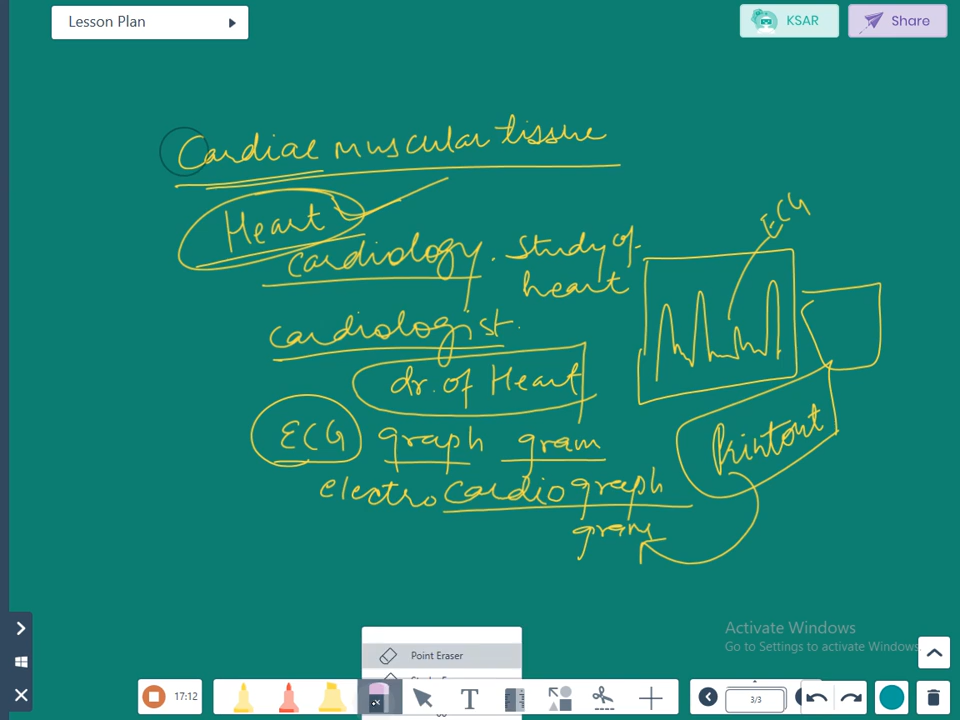 Lesson Plan
KSAR
Share
Cardiac muscular tissue
Heart
cardiology. Study of heart
cardiologist.
dr. of Heart
ECG
ECG graph gram
electrocardiograph
gram
Printout
Activate Windows
Go to Settings to activate Windows.
Point Eraser
17:12
T
3/3